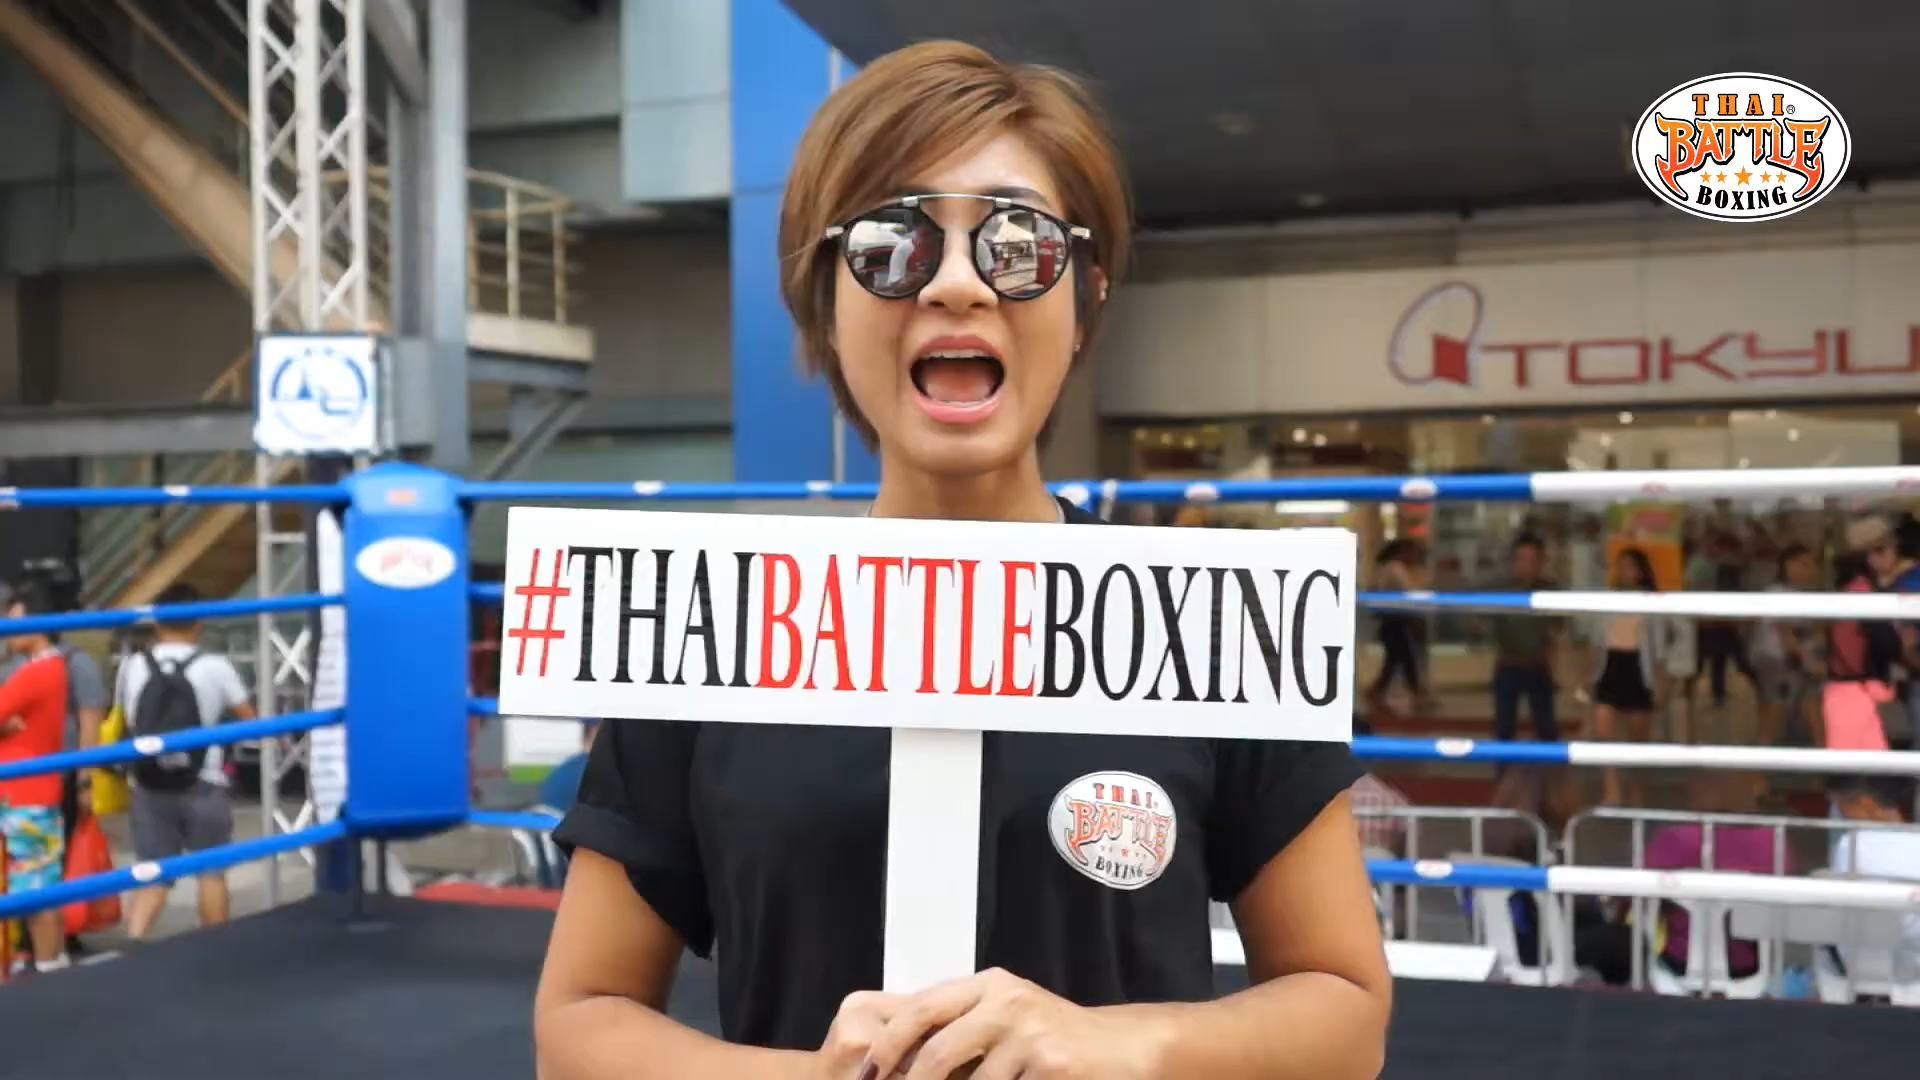 THAI®
BATTLE
BOXING
TOKYU
#THAIBATTLEBOXING
THAI
BATTLE
BOXING